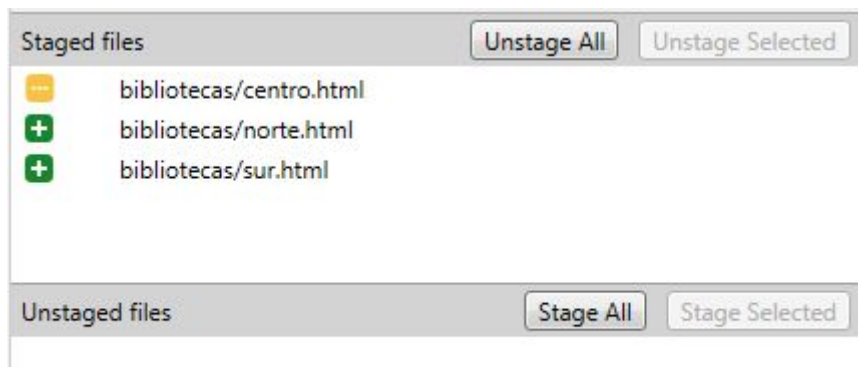 Staged files Unstage All Unstage Selected
bibliotecas/centro.html
bibliotecas/norte.html
bibliotecas/sur.html
Unstaged files Stage All Stage Selected